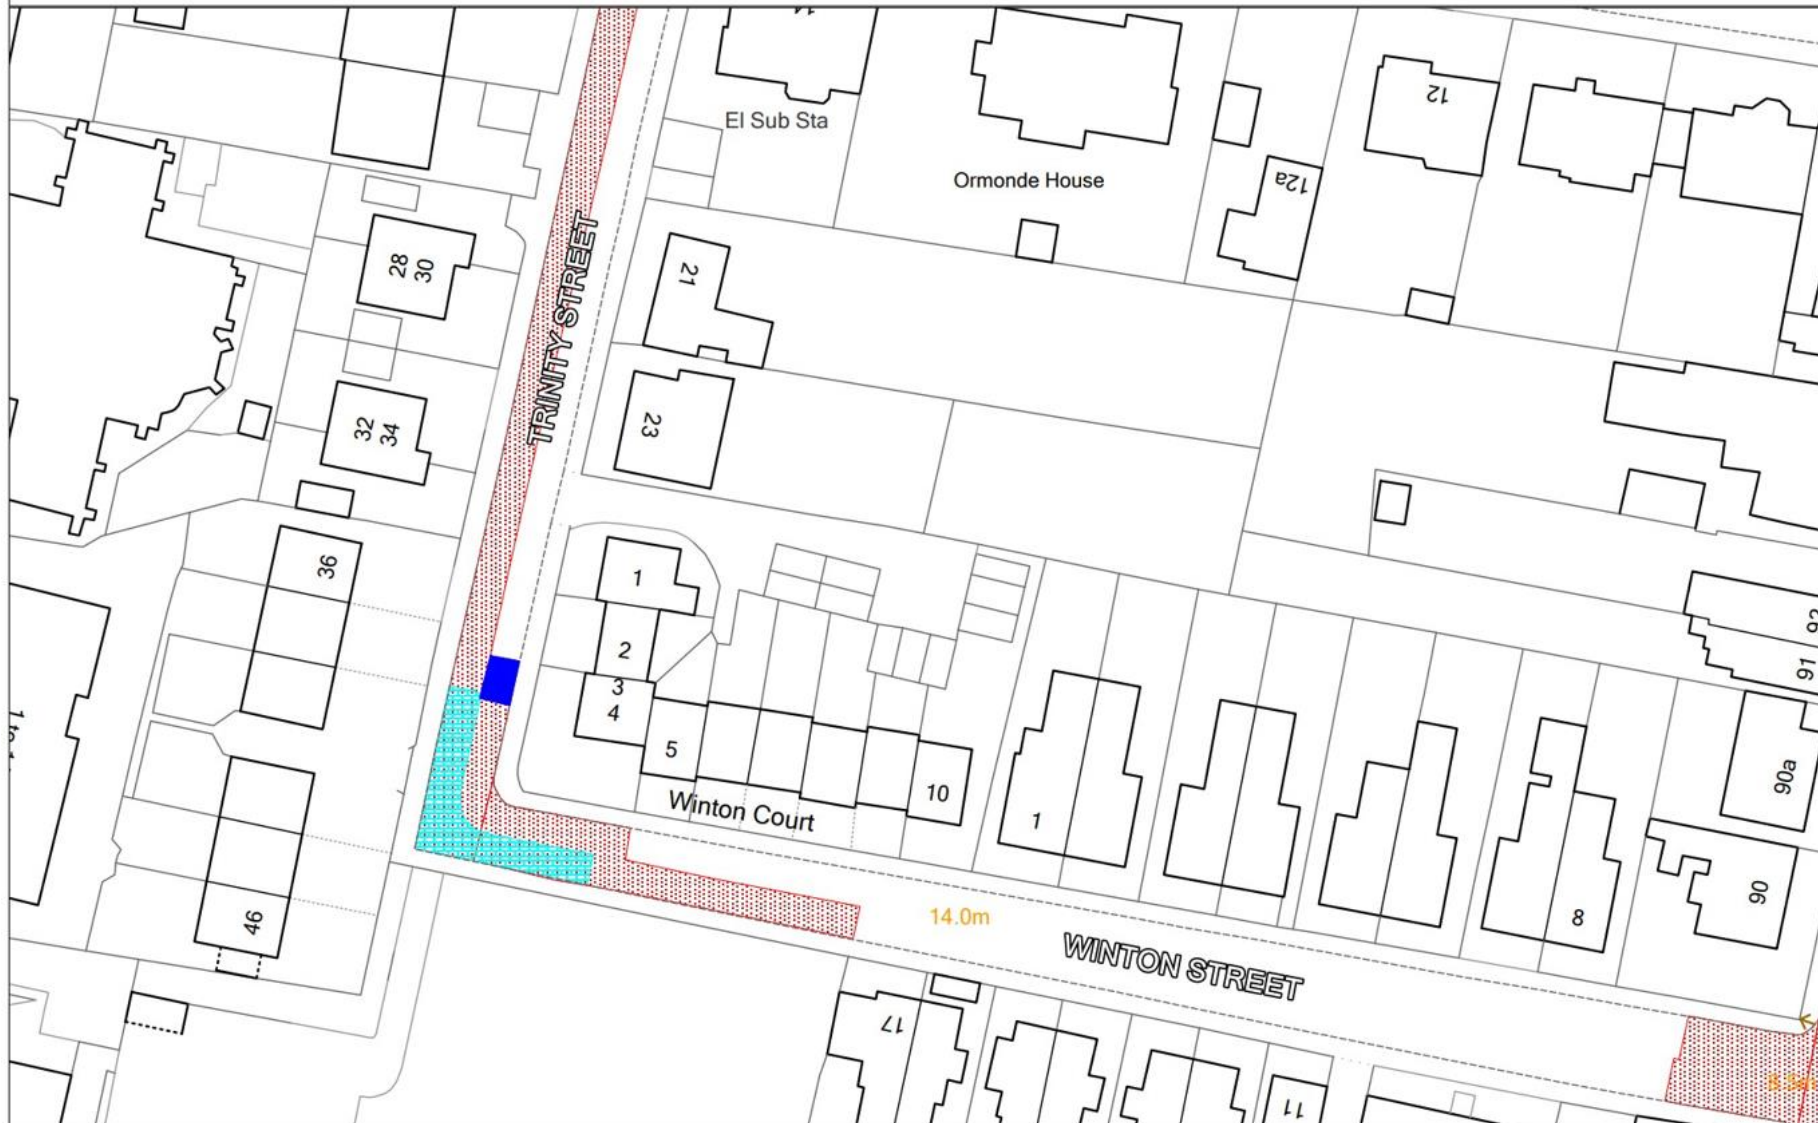 El Sub Sta
Ormonde House
12
12a
28
30
21
TRINITY STREET
32
34
23
36
1
2
3
4
5
10
Winton Court
1
8
91
90a
90
46
14.0m
WINTON STREET
17
11